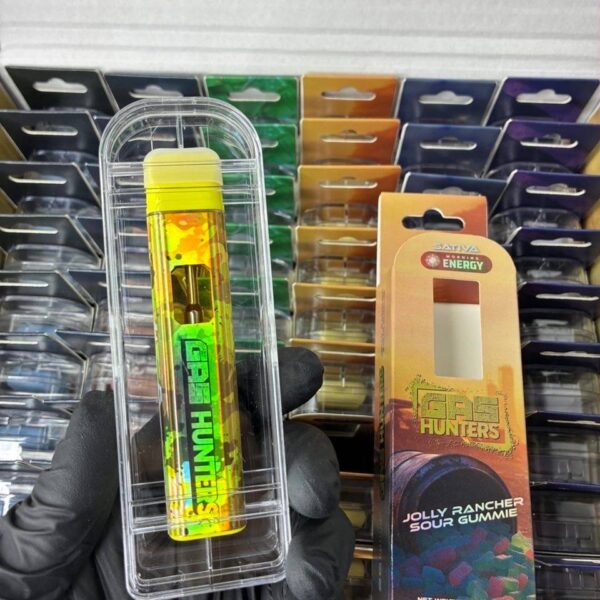 GAS HUNTERS
SATIVA
MORNING
ENERGY
GAS
HUNTERS
JOLLY RANCHER
SOUR GUMMIE